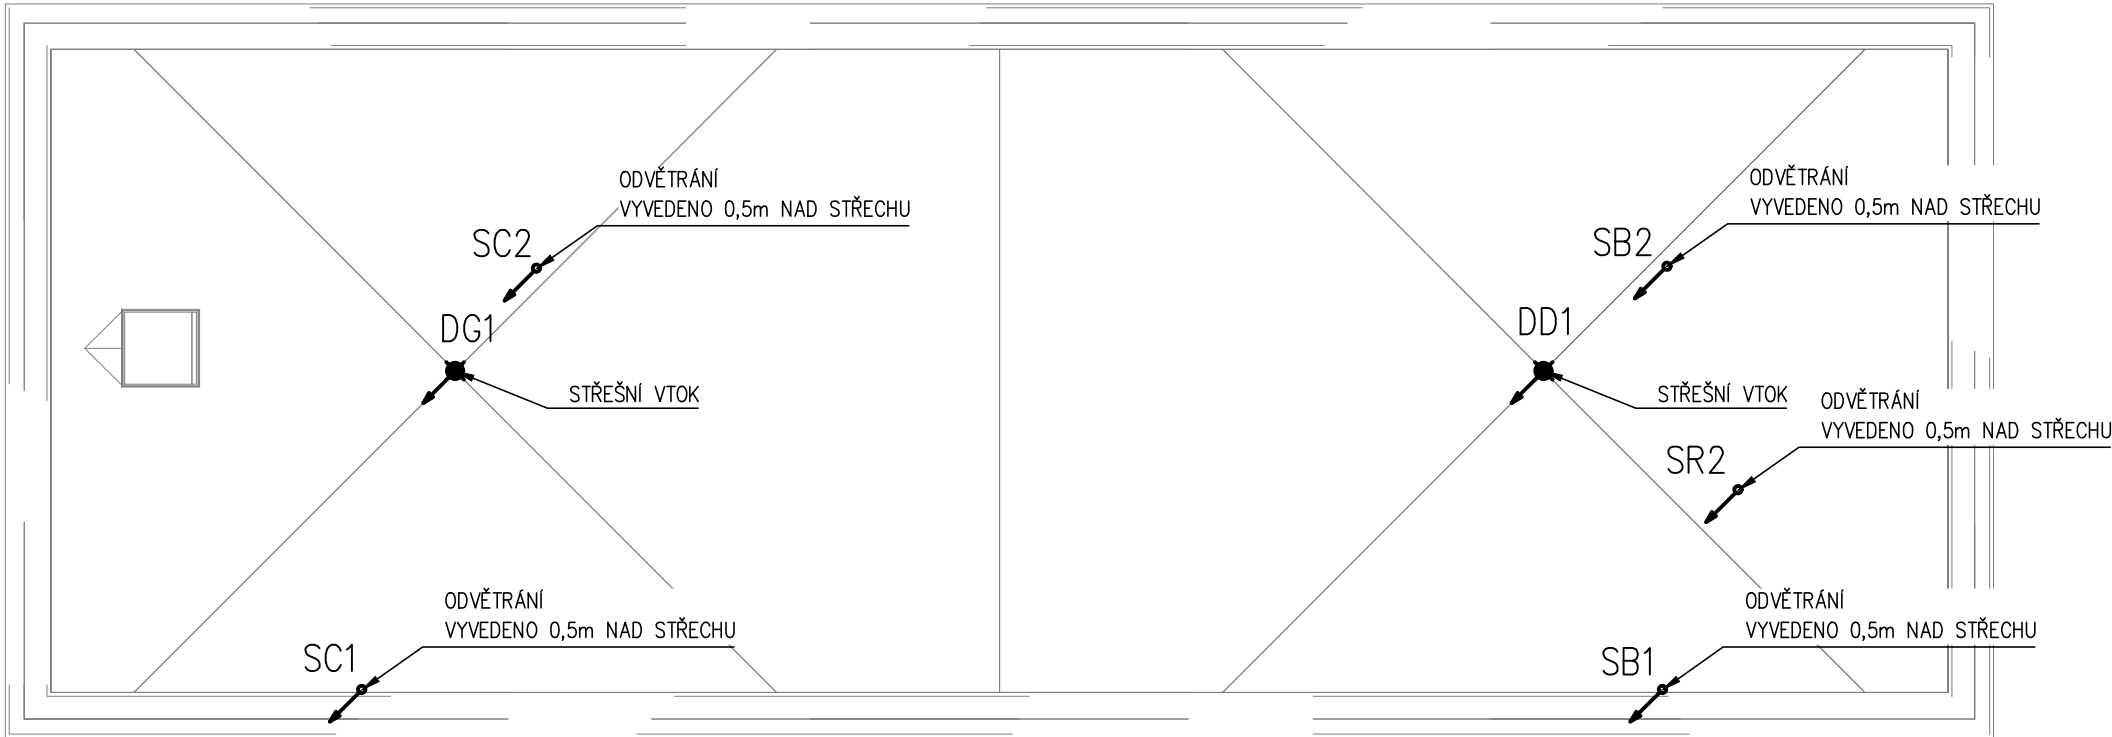 ODVĚTRÁNÍ
VYVEDENO 0,5m NAD STŘECHU
SC2
ODVĚTRÁNÍ
VYVEDENO 0,5m NAD STŘECHU
SB2
DG1
STŘEŠNÍ VTOK
DD1
STŘEŠNÍ VTOK
ODVĚTRÁNÍ
VYVEDENO 0,5m NAD STŘECHU
SR2
ODVĚTRÁNÍ
VYVEDENO 0,5m NAD STŘECHU
SC1
ODVĚTRÁNÍ
VYVEDENO 0,5m NAD STŘECHU
SB1